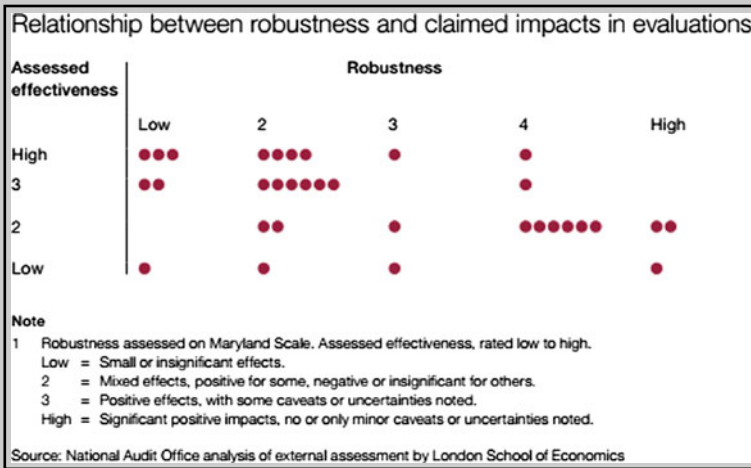 Relationship between robustness and claimed impacts in evaluations
Assessed effectiveness
Robustness
Low 2 3 4 High
High
3
2
Low
Note
1 Robustness assessed on Maryland Scale. Assessed effectiveness, rated low to high.
Low = Small or insignificant effects.
2 = Mixed effects, positive for some, negative or insignificant for others.
3 = Positive effects, with some caveats or uncertainties noted.
High = Significant positive impacts, no or only minor caveats or uncertainties noted.
Source: National Audit Office analysis of external assessment by London School of Economics